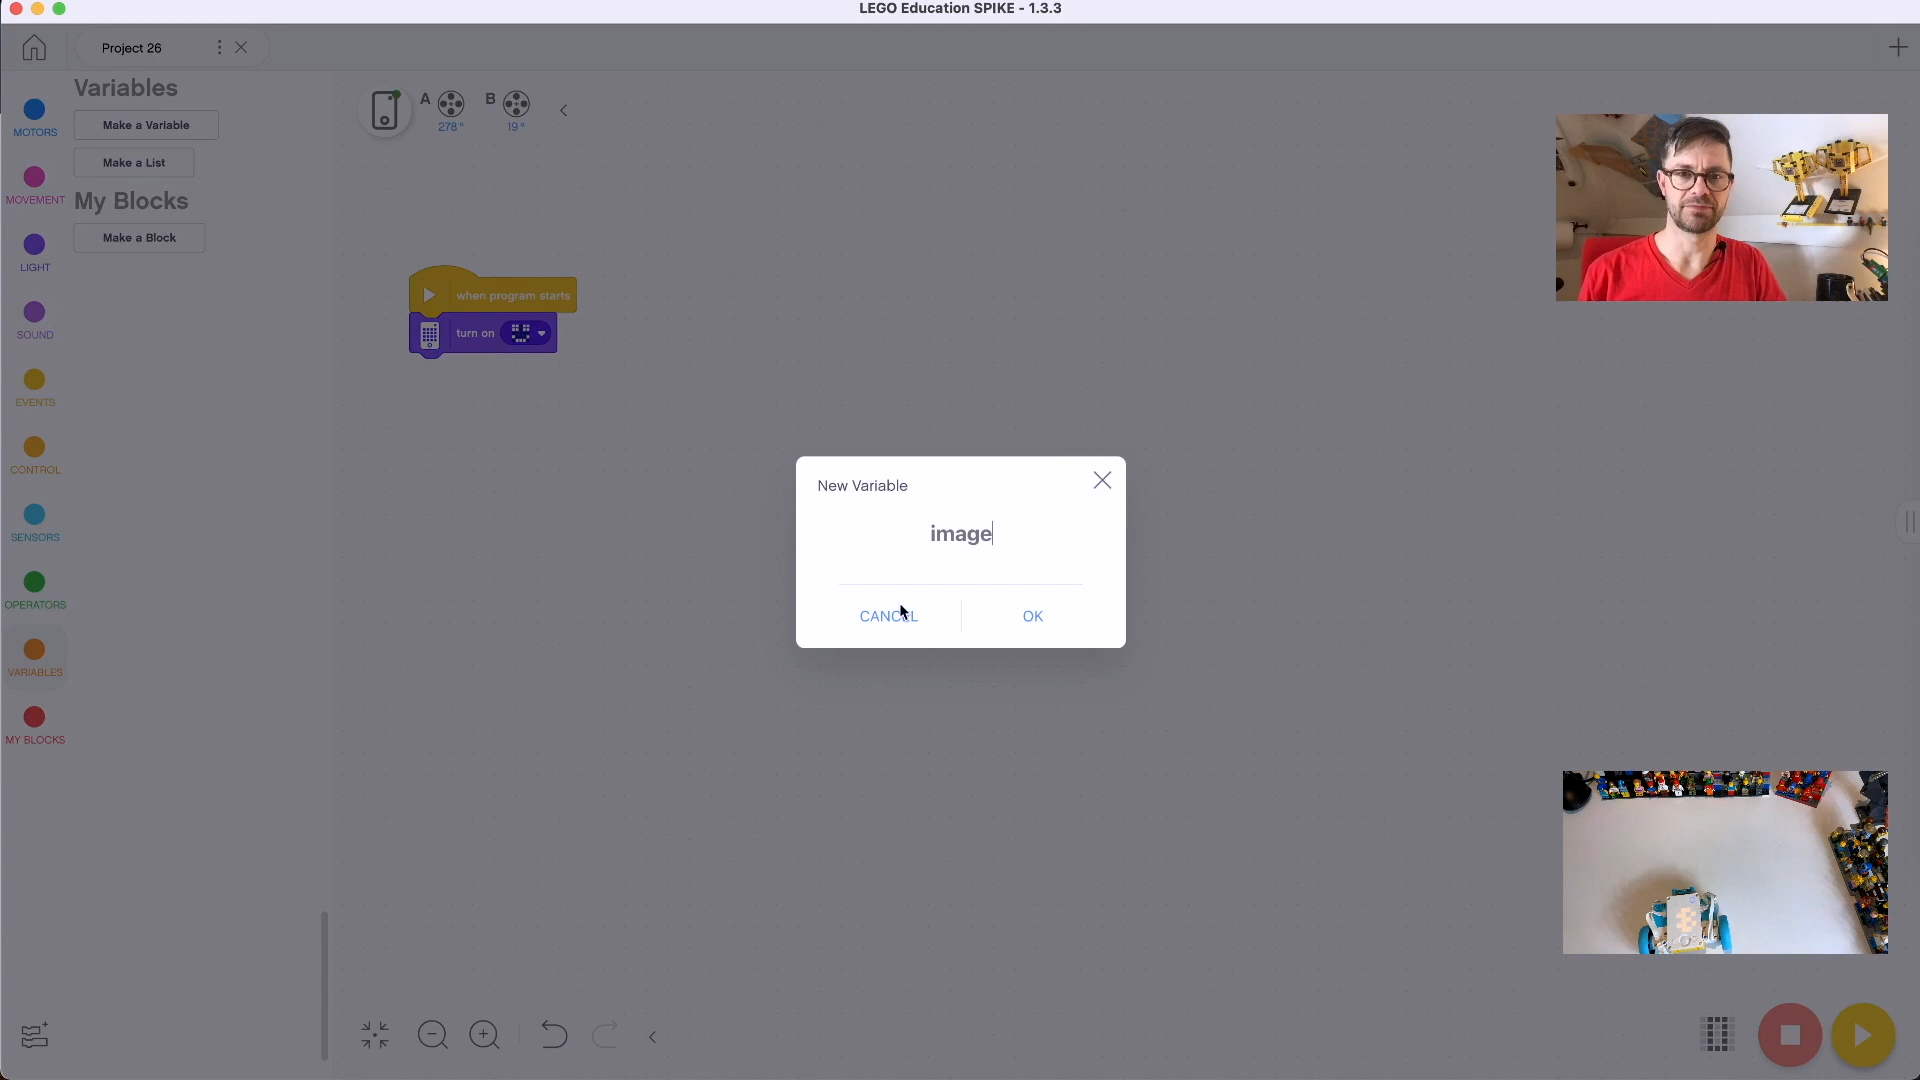 LEGO Education SPIKE - 1.3.3
Project 26
Variables
Make a Variable
Make a List
My Blocks
Make a Block
MOTORS
MOVEMENT
LIGHT
SOUND
EVENTS
CONTROL
SENSORS
OPERATORS
VARIABLES
MY BLOCKS
A
278°
B
19°
when program starts
turn on
New Variable
image
CANCEL
OK